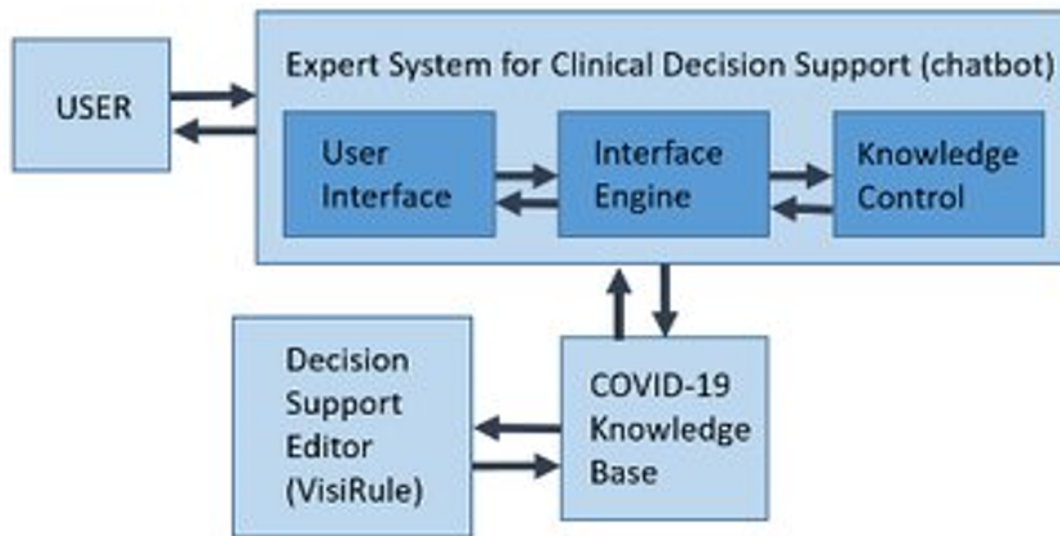 USER
Expert System for Clinical Decision Support (chatbot)
User
Interface
Interface
Engine
Knowledge
Control
Decision
Support
Editor
(VisiRule)
COVID-19
Knowledge
Base